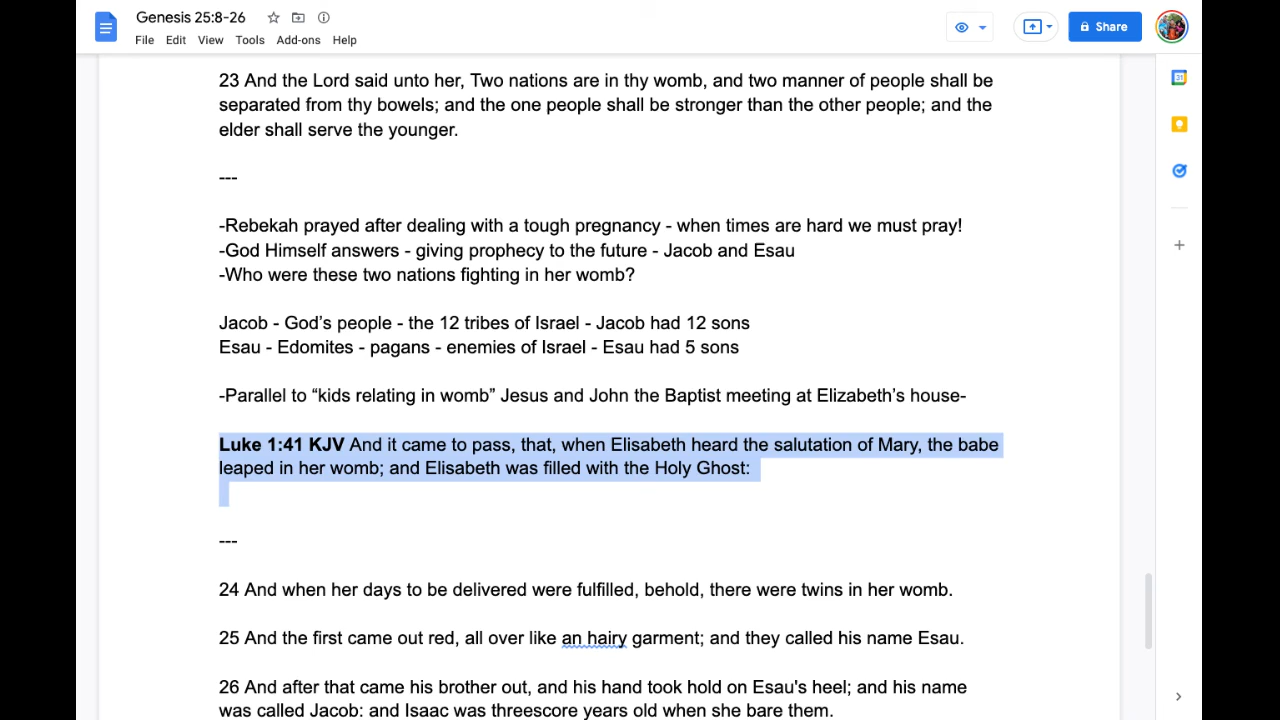 Genesis 25:8-26
File Edit View Tools Add-ons Help
Share
31
23 And the Lord said unto her, Two nations are in thy womb, and two manner of people shall be
separated from thy bowels; and the one people shall be stronger than the other people; and the
elder shall serve the younger.
---
-Rebekah prayed after dealing with a tough pregnancy - when times are hard we must pray!
-God Himself answers - giving prophecy to the future - Jacob and Esau
-Who were these two nations fighting in her womb?
Jacob - God’s people - the 12 tribes of Israel - Jacob had 12 sons
Esau - Edomites - pagans - enemies of Israel - Esau had 5 sons
-Parallel to “kids relating in womb” Jesus and John the Baptist meeting at Elizabeth’s house-
Luke 1:41 KJV And it came to pass, that, when Elisabeth heard the salutation of Mary, the babe
leaped in her womb; and Elisabeth was filled with the Holy Ghost:
---
24 And when her days to be delivered were fulfilled, behold, there were twins in her womb.
25 And the first came out red, all over like an hairy garment; and they called his name Esau.
26 And after that came his brother out, and his hand took hold on Esau's heel; and his name
was called Jacob: and Isaac was threescore years old when she bare them.